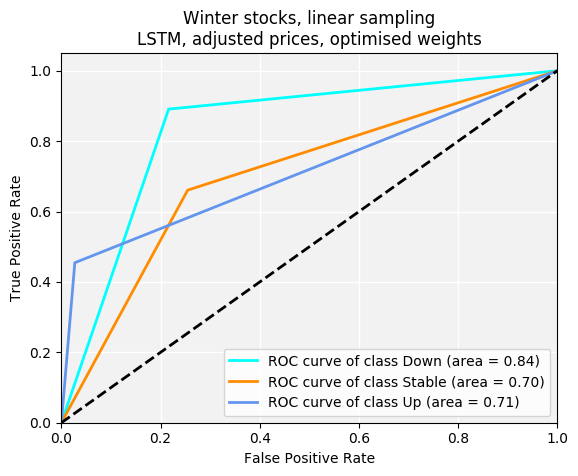 Winter stocks, linear sampling
LSTM, adjusted prices, optimised weights
True Positive Rate
1.0
0.8
0.6
0.4
0.2
0.0
ROC curve of class Down (area = 0.84)
ROC curve of class Stable (area = 0.70)
ROC curve of class Up (area = 0.71)
0.0 0.2 0.4 0.6 0.8 1.0
False Positive Rate